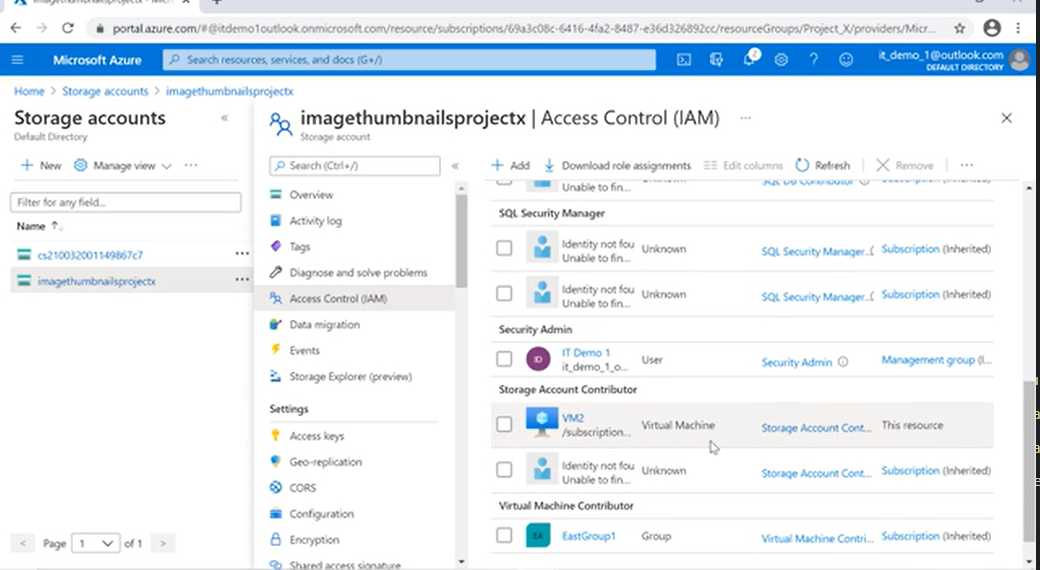 portal.azure.com/#@itdemo1outlook.onmicrosoft.com/resource/subscriptions/69a3c08c-6416-4fa2-8487-e36d326892cc/resourceGroups/Project_X/providers/Micr...
Microsoft Azure
Search resources, services, and docs (G+/)
2
it_demo_1@outlook.com
DEFAULT DIRECTORY
Home > Storage accounts > imagethumbnailsprojectx
Storage accounts
Default Directory
+ New
Manage view
...
Filter for any field...
Name
cs210032001149867c7
imagethumbnailsprojectx
Page 1 of 1
imagethumbnailsprojectx | Access Control (IAM)
Storage account
Search (Ctrl+/)
Overview
Activity log
Tags
Diagnose and solve problems
Access Control (IAM)
Data migration
Events
Storage Explorer (preview)
Settings
Access keys
Geo-replication
CORS
Configuration
Encryption
Shared access signature
+ Add
Download role assignments
Edit columns
Refresh
Remove
...
Unable to fin...
SQL Security Manager
Identity not fou
Unable to fin...
Unknown
SQL Security Manager..
Subscription (Inherited)
Identity not fou
Unable to fin...
Unknown
SQL Security Manager..
Subscription (Inherited)
Security Admin
ID
IT Demo 1
it_demo_1_o...
User
Security Admin
Management group (I...
Storage Account Contributor
VM2
/subscription...
Virtual Machine
Storage Account Cont...
This resource
Identity not fou
Unable to fin...
Unknown
Storage Account Cont...
Subscription (Inherited)
Virtual Machine Contributor
EA
EastGroup1
Group
Virtual Machine Contri...
Subscription (Inherited)